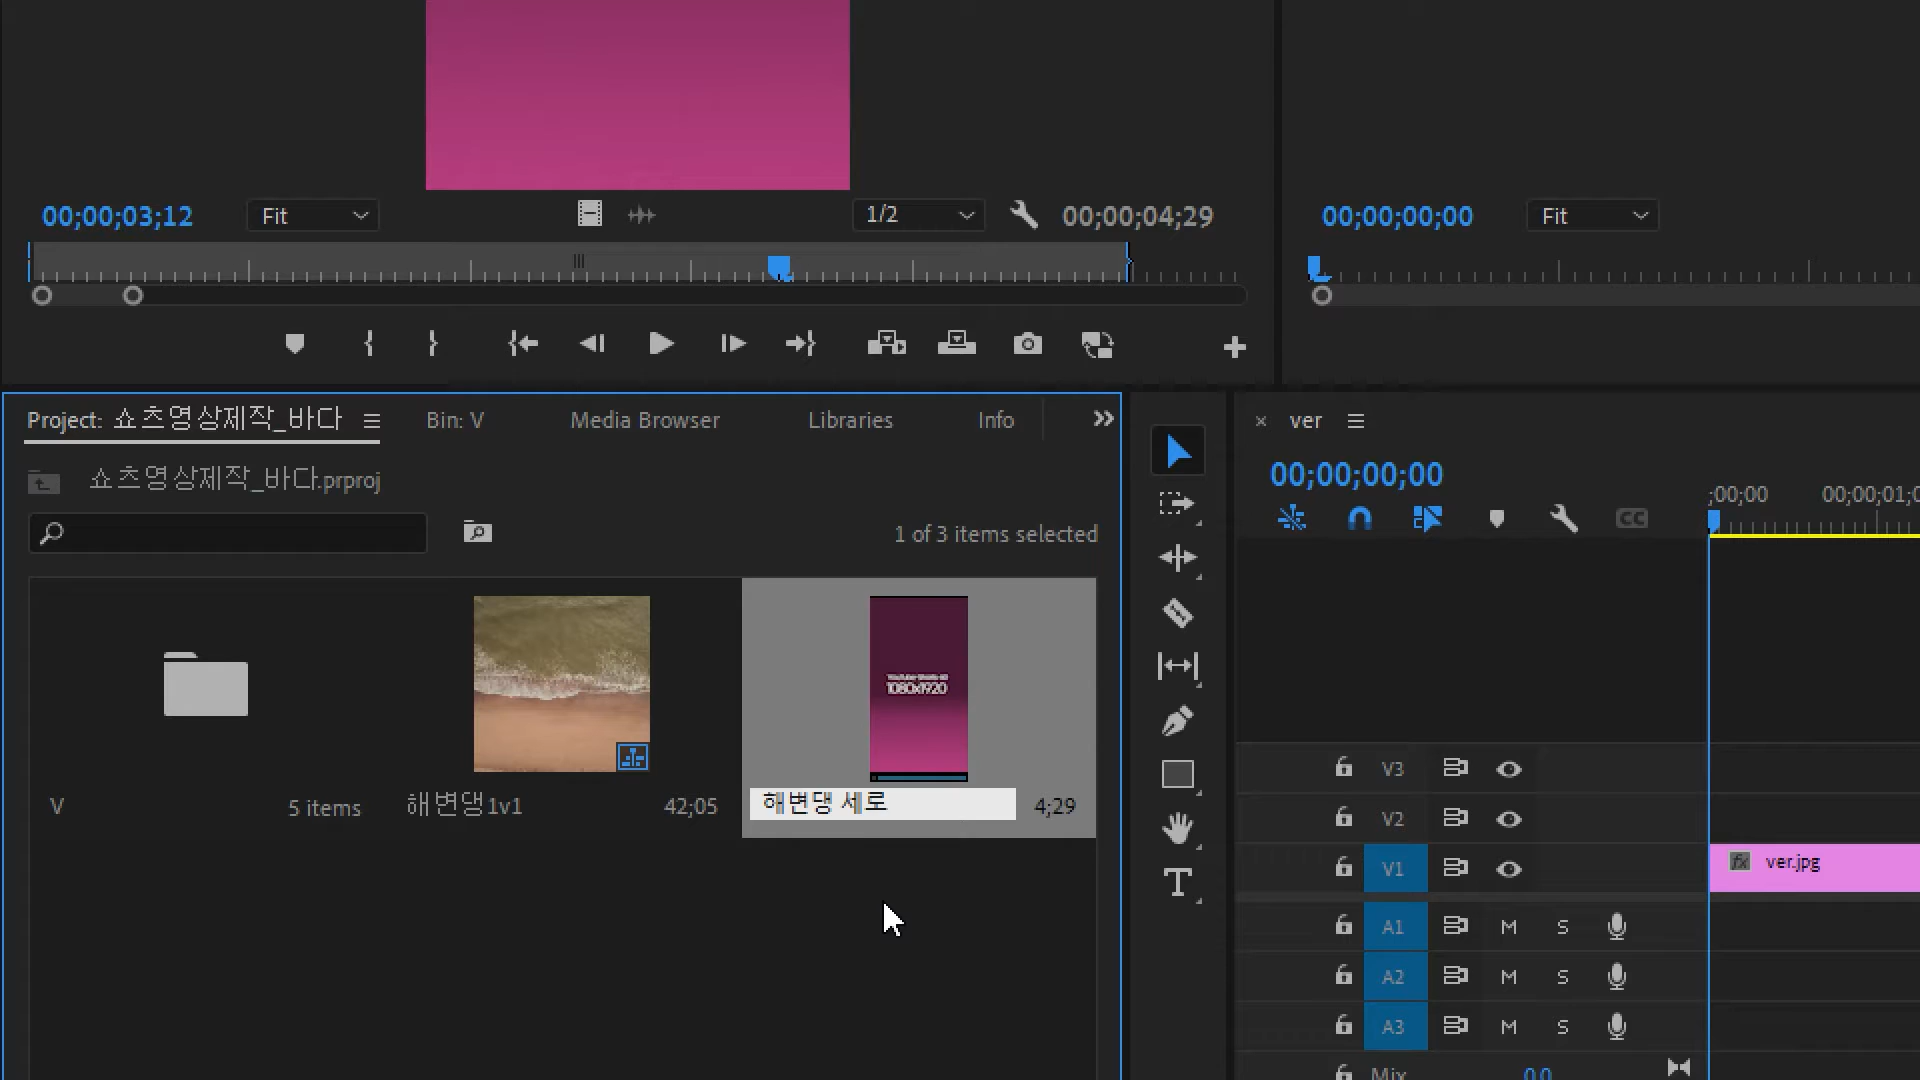 00;00;03;12
Fit
1/2
00;00;04;29
00;00;00;00
Fit
Project: 쇼츠영상제작_바다
Bin: V
Media Browser
Libraries
Info
쇼츠영상제작_바다.prproj
1 of 3 items selected
V
5 items
해변댕1v1
42;05
1080x1920
해변댕 세로
4;29
ver
00;00;00;00
;00;00
00;00;01;0
CC
V3
V2
V1
fx ver.jpg
A1 M S
A2 M S
A3 M S
Mix
0.0